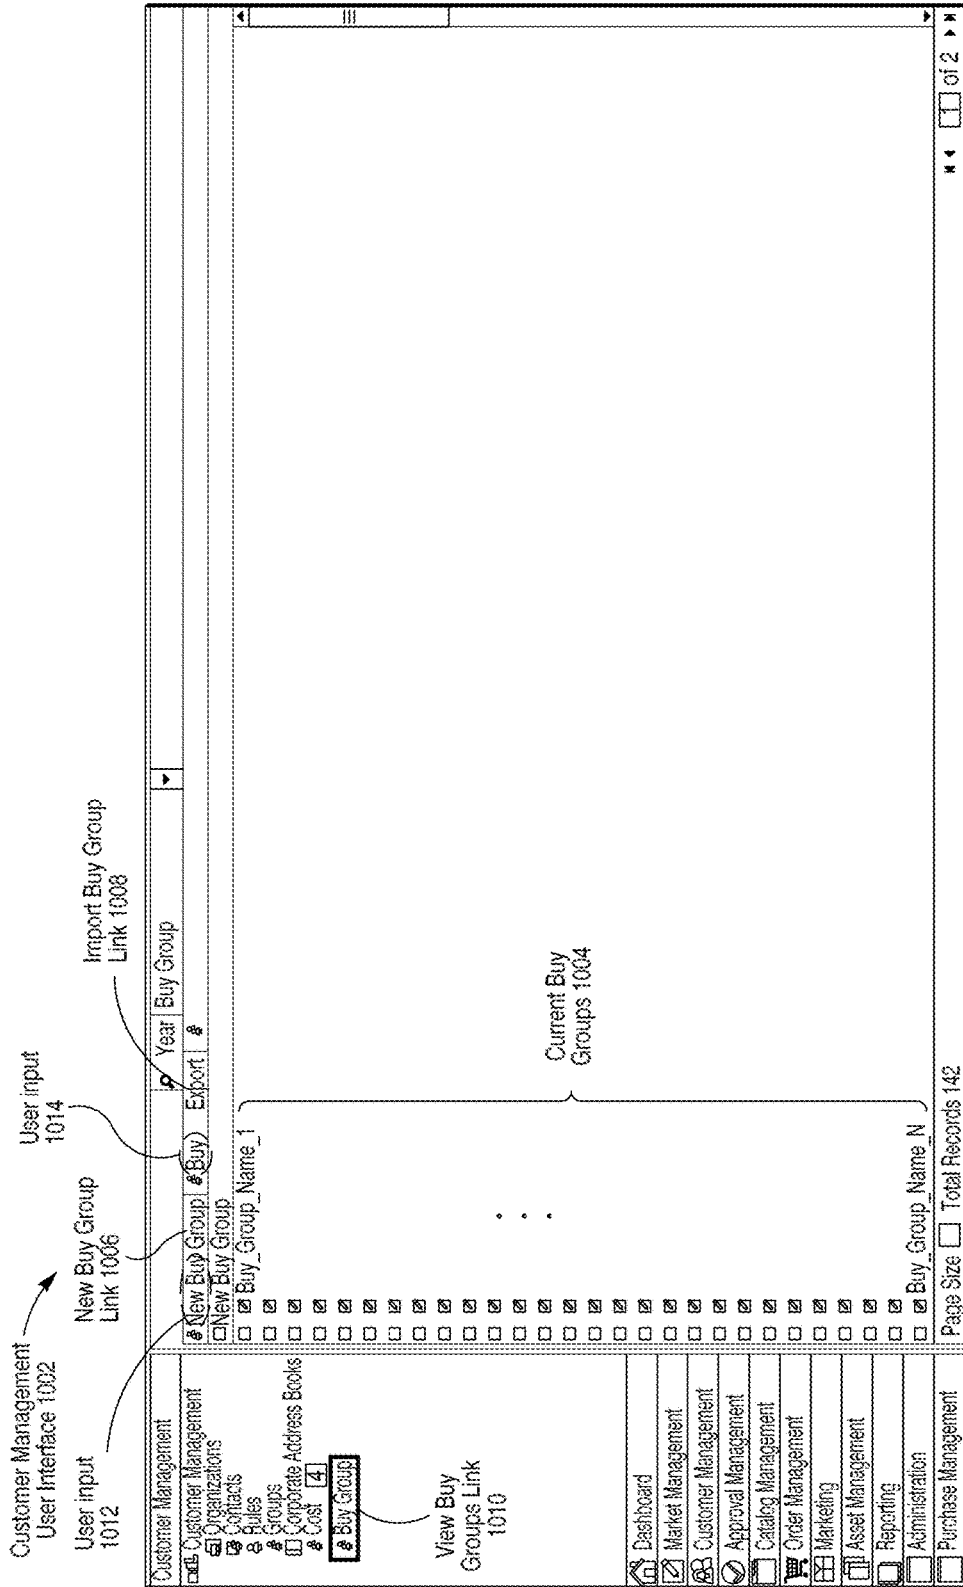 Customer Management
User Interface 1002
User input
1012
New Buy Group
Link 1006
User input
1014
Import Buy Group
Link 1008
Customer Management
Year
Buy Group
Customer Management
Organizations
Contacts
Rules
Groups
Corporate Address Books
Cost 4
Buy Group
View Buy
Groups Link
1010
New Buy Group
Buy
Export
New Buy Group
Buy_Group_Name_1
Current Buy
Groups 1004
Buy_Group_Name_N
Dashboard
Market Management
Customer Management
Approval Management
Catalog Management
Order Management
Marketing
Asset Management
Reporting
Administration
Purchase Management
Page Size Total Records 142
1 of 2